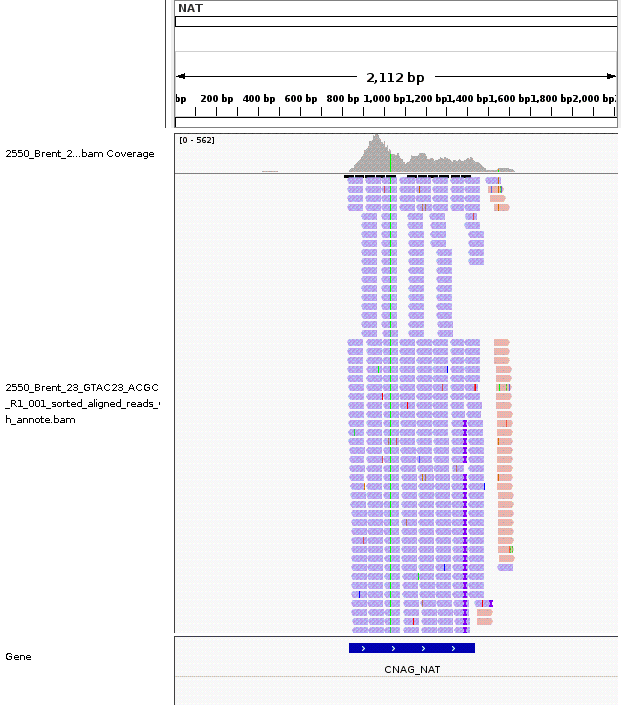 NAT
2,112 bp
bp 200 bp 400 bp 600 bp 800 bp 1,000 bp 1,200 bp 1,400 bp 1,600 bp 1,800 bp 2,000 bp
[0 - 562]
2550_Brent_2...bam Coverage
2550_Brent_23_GTAC23_ACGC
_R1_001_sorted_aligned_reads_
h_annote.bam
Gene
CNAG_NAT